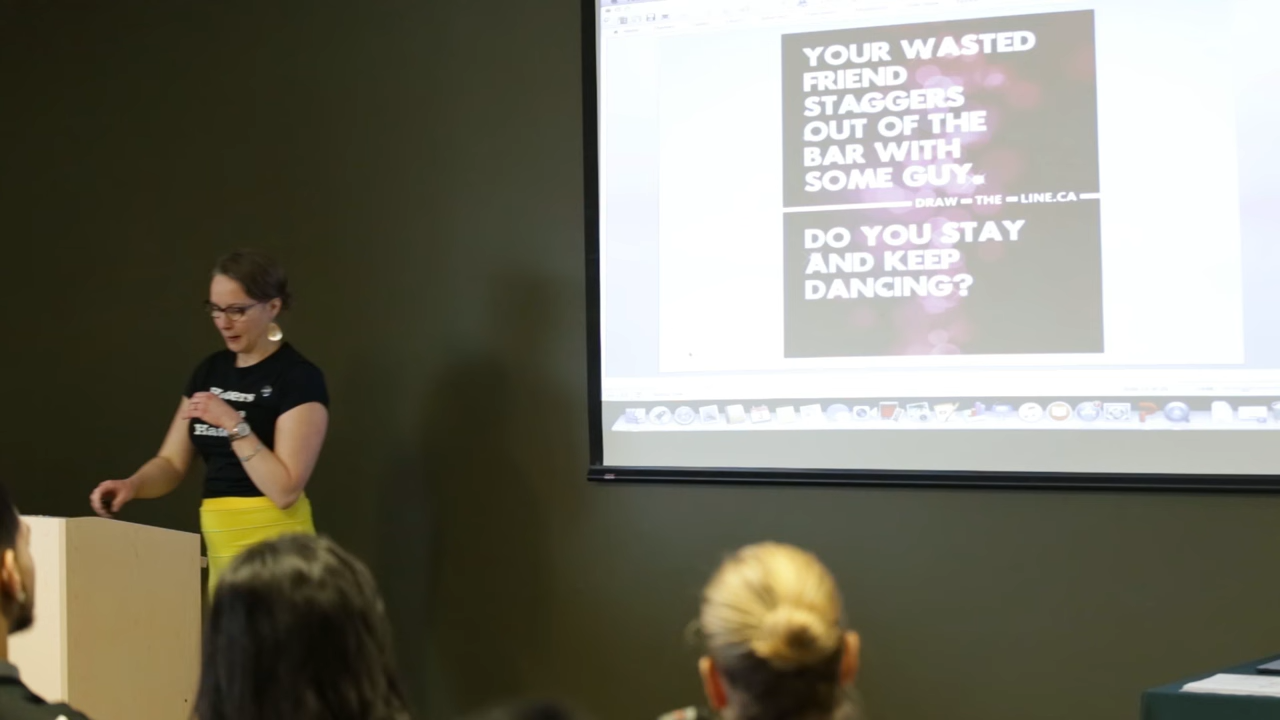 YOUR WASTED
FRIEND
STAGGERS
OUT OF THE
BAR WITH
SOME GUY.
DRAW – THE – LINE.CA
DO YOU STAY
AND KEEP
DANCING?